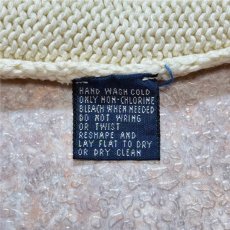 HAND WASH COLD
ONLY NON-CHLORINE
BLEACH WHEN NEEDED
DO NOT WRING
OR TWIST
RESHAPE AND
LAY FLAT TO DRY
OR DRY CLEAN